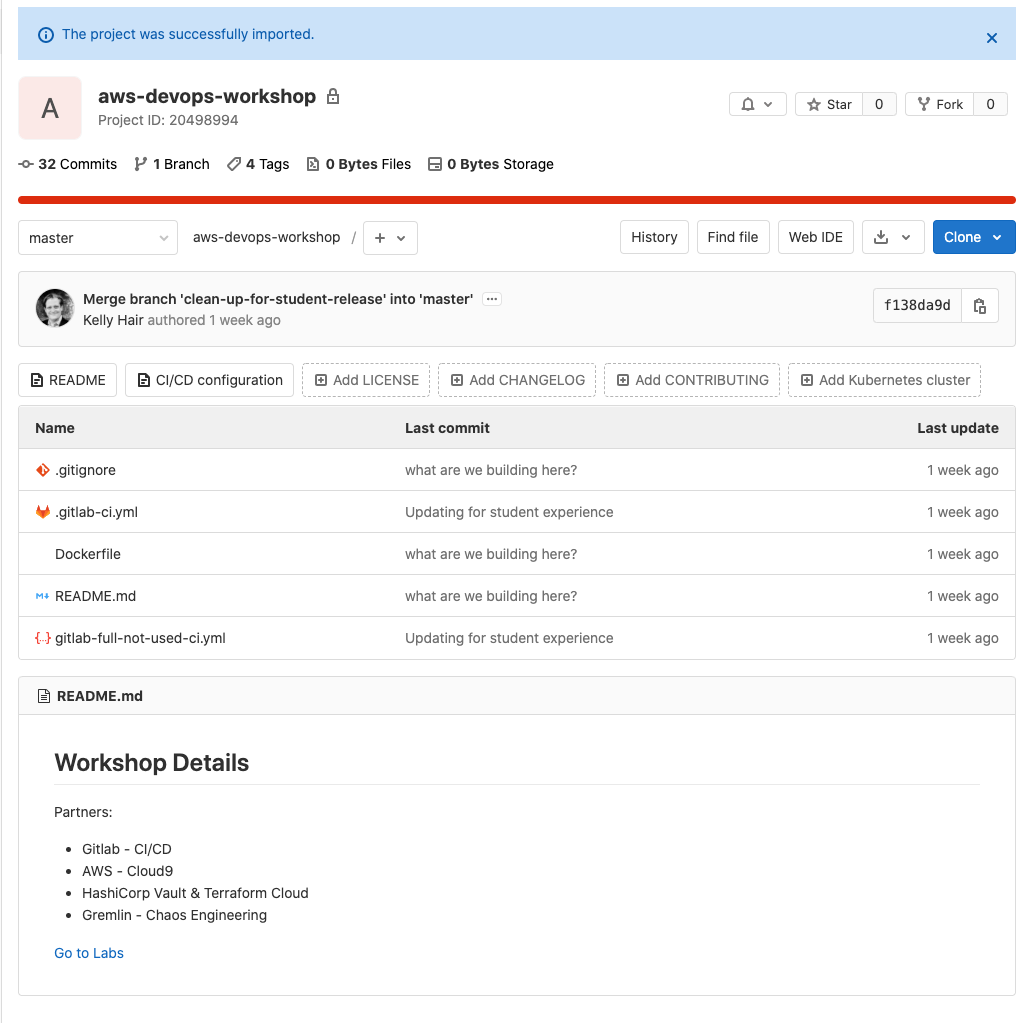 The project was successfully imported.
A
aws-devops-workshop
Project ID: 20498994
Star 0
Fork 0
32 Commits 1 Branch 4 Tags 0 Bytes Files 0 Bytes Storage
master aws-devops-workshop / + History Find file Web IDE Clone
Merge branch 'clean-up-for-student-release' into 'master' ...
Kelly Hair authored 1 week ago
f138da9d
README CI/CD configuration Add LICENSE Add CHANGELOG Add CONTRIBUTING Add Kubernetes cluster
Name Last commit Last update
.gitignore what are we building here? 1 week ago
.gitlab-ci.yml Updating for student experience 1 week ago
Dockerfile what are we building here? 1 week ago
M↓ README.md what are we building here? 1 week ago
{..} gitlab-full-not-used-ci.yml Updating for student experience 1 week ago
README.md
Workshop Details
Partners:
• Gitlab - CI/CD
• AWS - Cloud9
• HashiCorp Vault & Terraform Cloud
• Gremlin - Chaos Engineering
Go to Labs